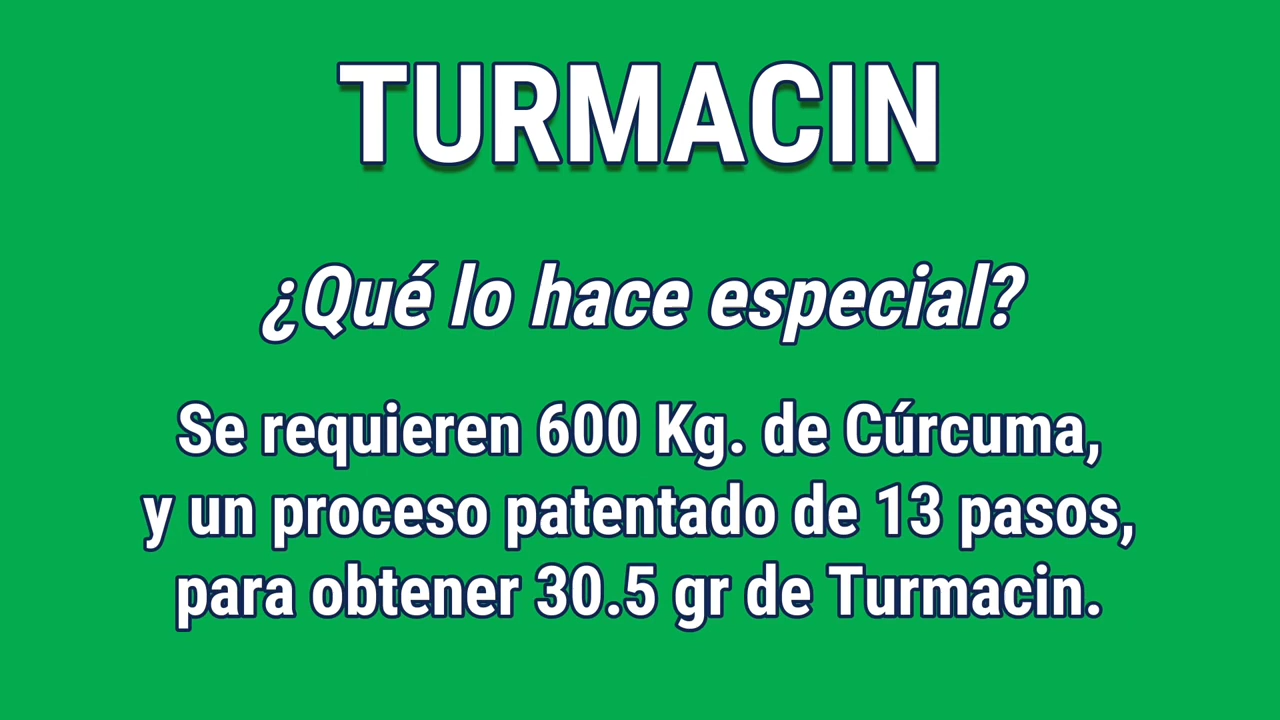 TURMACIN
¿Qué lo hace especial?
Se requieren 600 Kg. de Cúrcuma,
y un proceso patentado de 13 pasos,
para obtener 30.5 gr de Turmacin.